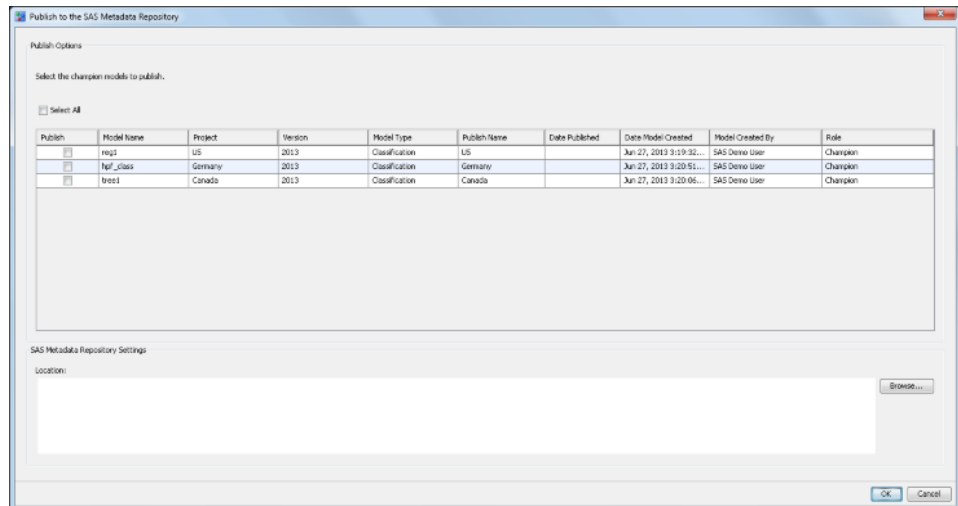 Publish to the SAS Metadata Repository
Publish Options
Select the champion models to publish.
Select All
Publish Model Name Project Version Model Type Publish Name Date Published Date Model Created Model Created By Role
reg1 US 2013 Classification US Jun 27, 2013 3:19:32... SAS Demo User Champion
hpf_class Germany 2013 Classification Germany Jun 27, 2013 3:20:51... SAS Demo User Champion
tree1 Canada 2013 Classification Canada Jun 27, 2013 3:20:06... SAS Demo User Champion
SAS Metadata Repository Settings
Location:
Browse...
OK Cancel